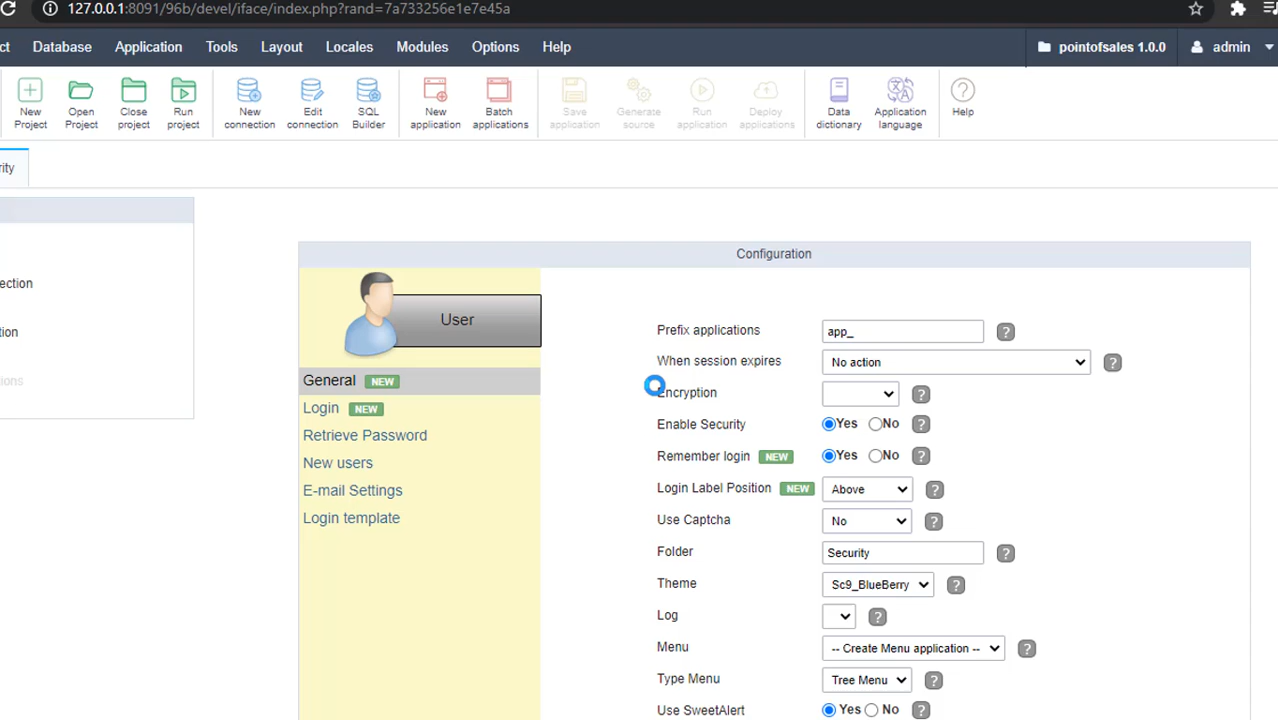 127.0.0.1:8091/96b/devel/iface/index.php?rand=7a733256e1e7e45a
ct Database Application Tools Layout Locales Modules Options Help pointofsales 1.0.0 admin
New Project
Open Project
Close project
Run project
New connection
Edit connection
SQL Builder
New application
Batch applications
Save application
Generate source
Run application
Deploy applications
Data dictionary
Application language
Help
rity
ection
tion
ons
Configuration
User
General NEW
Login NEW
Retrieve Password
New users
E-mail Settings
Login template
Prefix applications app_ ?
When session expires No action ?
Encryption ?
Enable Security Yes No ?
Remember login NEW Yes No ?
Login Label Position NEW Above ?
Use Captcha No ?
Folder Security ?
Theme Sc9_BlueBerry ?
Log ?
Menu -- Create Menu application -- ?
Type Menu Tree Menu ?
Use SweetAlert Yes No ?